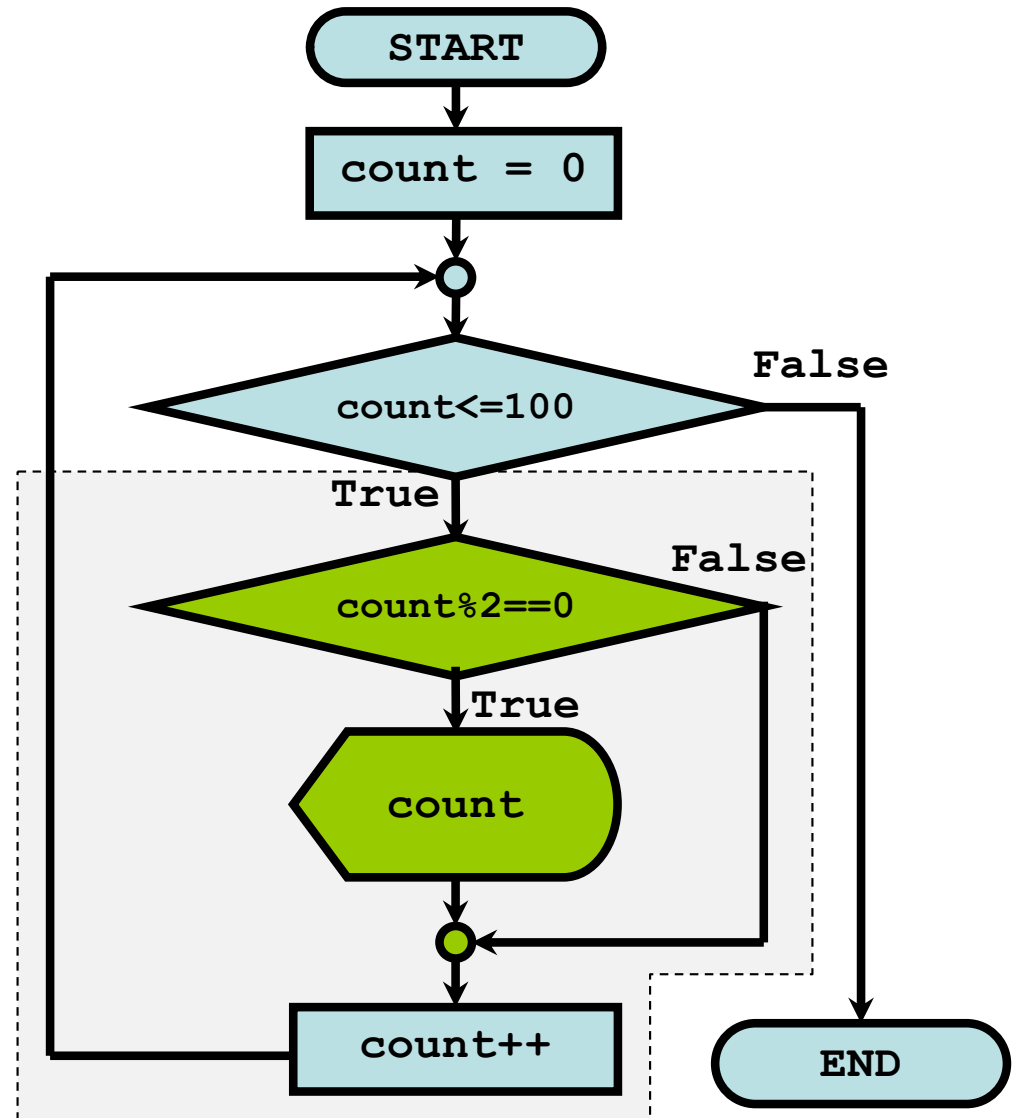 START
count = 0
False
count<=100
True
False
count%2==0
True
count
count++
END